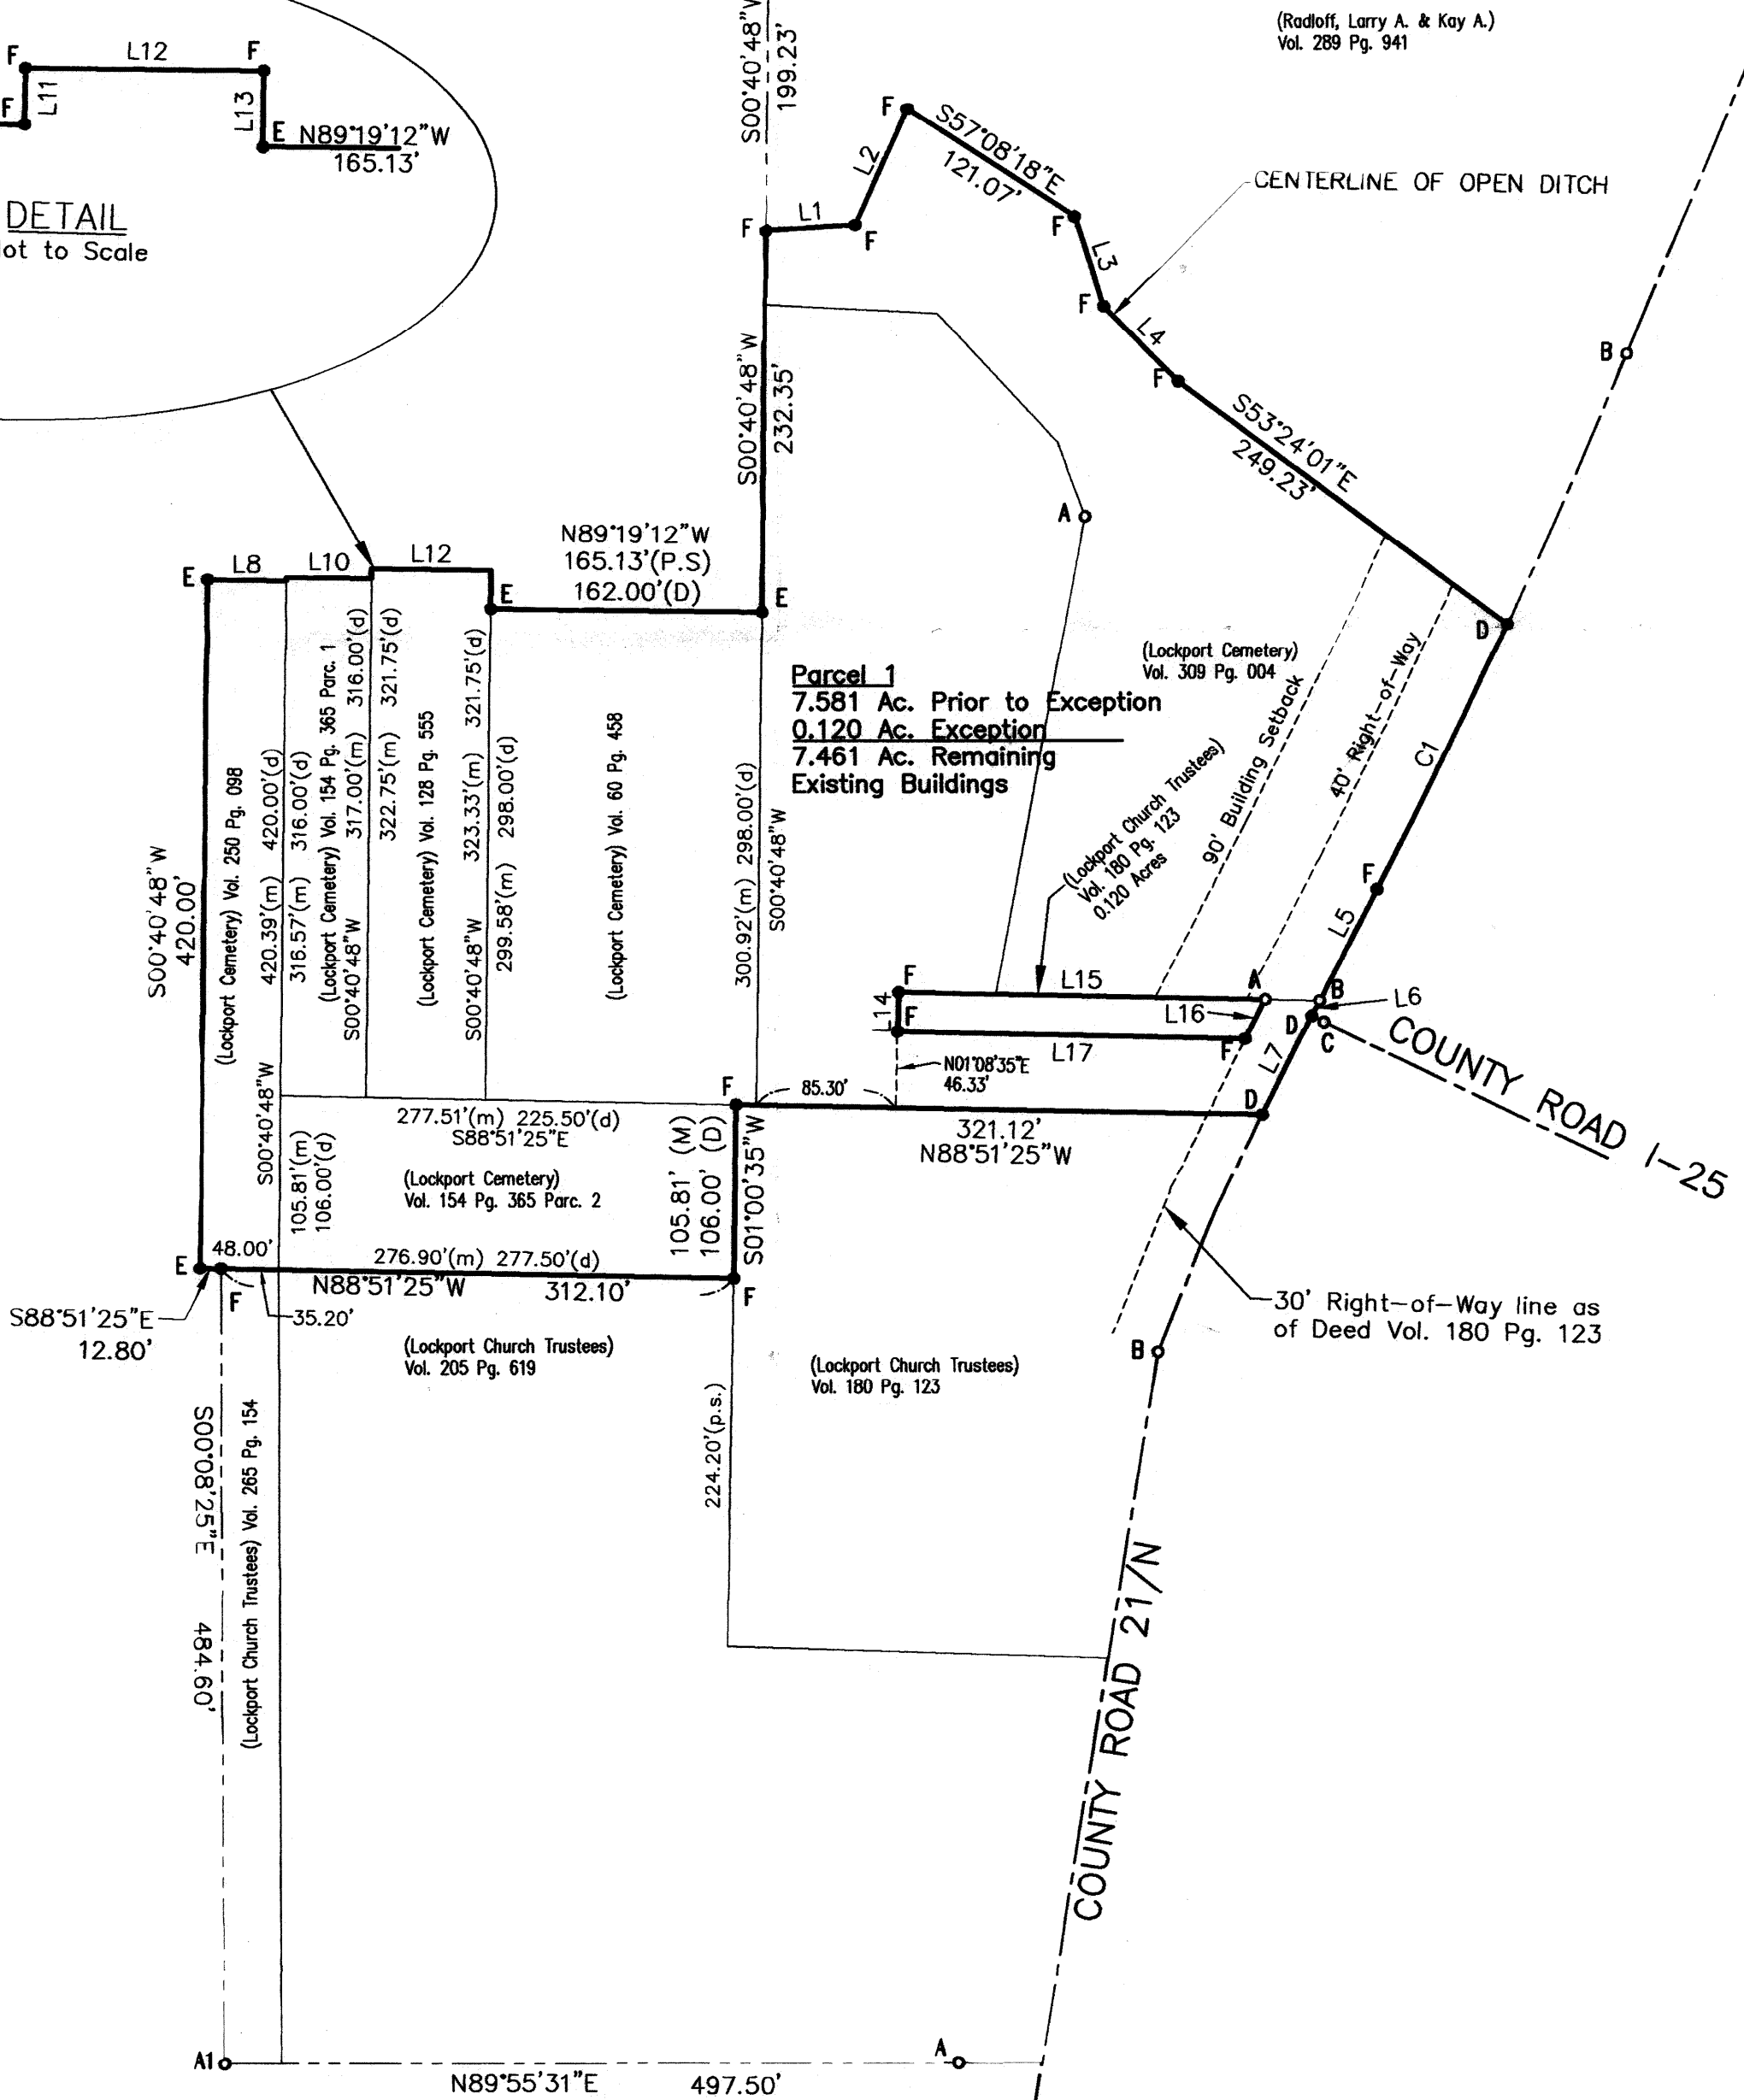 (Radloff, Larry A. & Kay A.)
Vol. 289 Pg. 941
S00°40'48"W
199.23'
F
L12
F
F
L11
L13
E
N89°19'12"W
165.13'
DETAIL
to Scale
F
L2
S57°08'18"E
121.07'
F
L1
F
F
L3
CENTERLINE OF OPEN DITCH
F
L4
F
B
S53°24'01"E
249.23'
S00°40'48"W
232.35'
A
N89°19'12"W
165.13'(P.S)
162.00'(D)
E
L8
L10
L12
E
E
D
Parcel 1
7.581 Ac. Prior to Exception
0.120 Ac. Exception
7.461 Ac. Remaining
Existing Buildings
(Lockport Cemetery)
Vol. 309 Pg. 004
90' Building Setback
40' Right-of-Way
C1
(Lockport Church Trustees)
Vol. 180 Pg. 123
0.120 Acres
S00°40'48"W
420.00'
(Lockport Cemetery) Vol. 250 Pg. 098
420.39'(m) 420.00'(d)
S00°40'48"W
316.57'(m) 316.00'(d)
(Lockport Cemetery) Vol. 154 Pg. 365 Parc. 1
S00°40'48"W 317.00'(m) 316.00'(d)
322.75'(m) 321.75'(d)
(Lockport Cemetery) Vol. 128 Pg. 555
S00°40'48"W 323.33'(m) 321.75'(d)
299.58'(m) 298.00'(d)
(Lockport Cemetery) Vol. 60 Pg. 458
300.92'(m) 298.00'(d)
S00°40'48"W
F
L5
F
L15
A
B
L6
L14
F
L16
D
C
F
L17
L7
COUNTY ROAD I-25
N01°08'35"E
46.33'
F
85.30'
D
321.12'
N88°51'25"W
277.51'(m) 225.50'(d)
S88°51'25"E
105.81'(m)
106.00'(d)
(Lockport Cemetery)
Vol. 154 Pg. 365 Parc. 2
105.81' (M)
106.00' (D)
S01°00'35"W
E
48.00'
276.90'(m) 277.50'(d)
N88°51'25"W
312.10'
F
F
S88°51'25"E
12.80'
35.20'
30' Right-of-Way line as
of Deed Vol. 180 Pg. 123
(Lockport Church Trustees)
Vol. 205 Pg. 619
(Lockport Church Trustees)
Vol. 180 Pg. 123
B
224.20'(p.s.)
S00°08'25"E 484.60'
(Lockport Church Trustees) Vol. 265 Pg. 154
COUNTY ROAD 21/N
A1
A
N89°55'31"E
497.50'